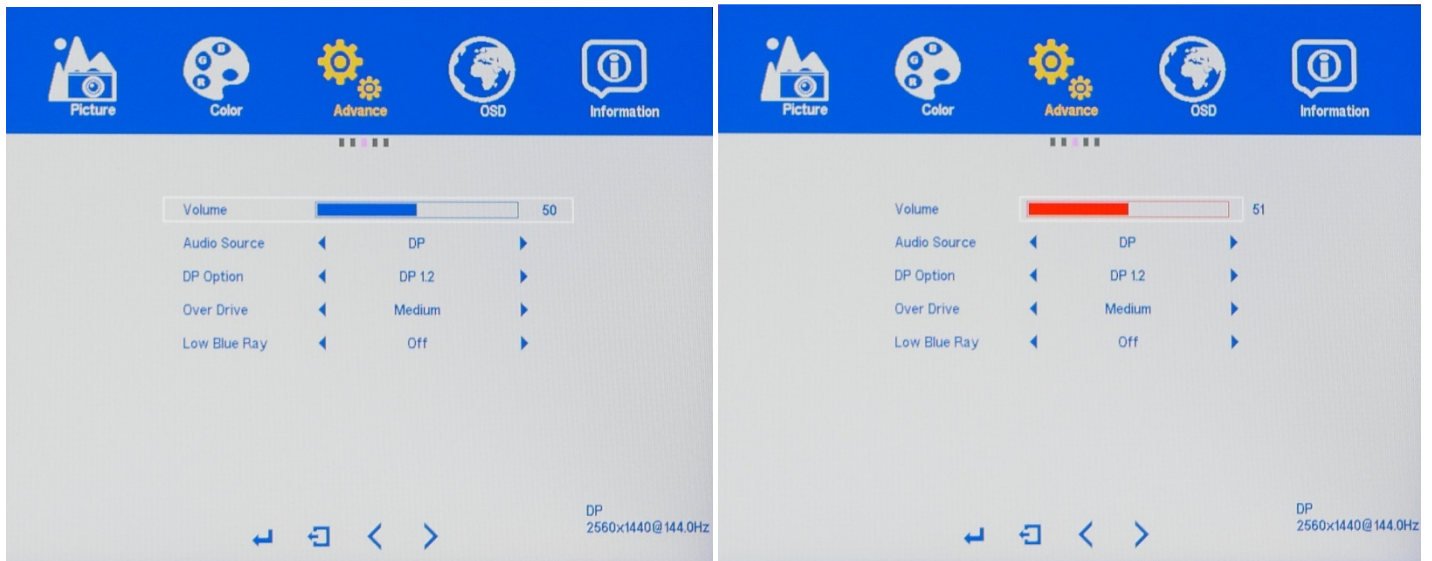 Picture
Color
Advance
OSD
Information
Volume 50
Audio Source DP
DP Option DP 1.2
Over Drive Medium
Low Blue Ray Off
DP
2560x1440@144.0Hz
Picture
Color
Advance
OSD
Information
Volume 51
Audio Source DP
DP Option DP 1.2
Over Drive Medium
Low Blue Ray Off
DP
2560x1440@144.0Hz